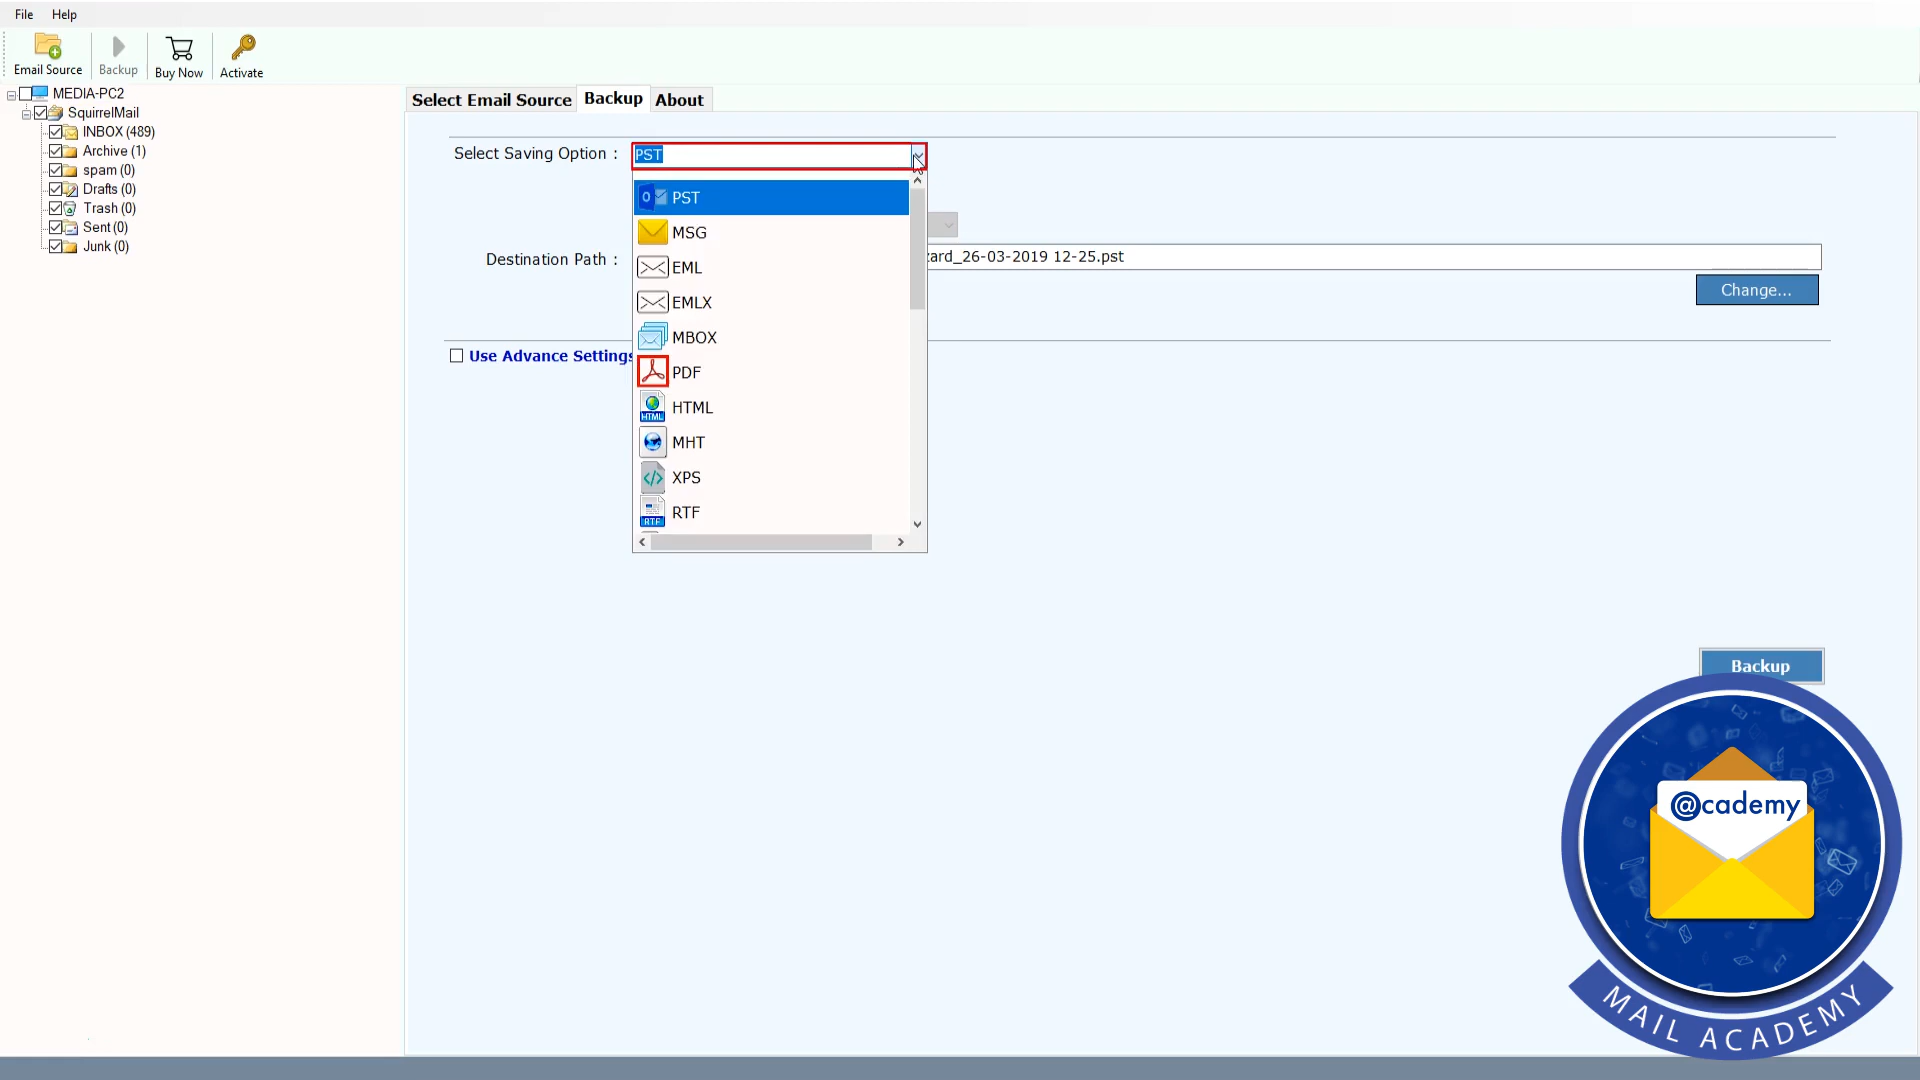 File Help
Email Source Backup Buy Now Activate
MEDIA-PC2
SquirrelMail
INBOX (489)
Archive (1)
spam (0)
Drafts (0)
Trash (0)
Sent (0)
Junk (0)
Select Email Source Backup About
Select Saving Option : PST
PST
MSG
EML
EMLX
MBOX
PDF
HTML
HTML
MHT
XPS
RTF
RTF
Destination Path : zard_26-03-2019 12-25.pst
Change...
Use Advance Settings
Backup
@cademy
MAIL ACADEMY